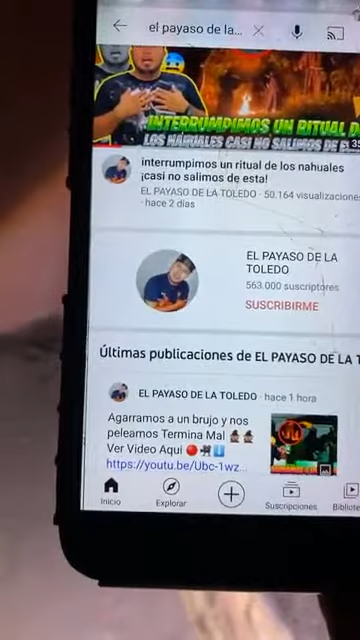 el payaso de la...
INTERRUMPIMOS UN RITUAL D
LOS NAHUALES CASI NO SALIMOS DE E
35
interrumpimos un ritual de los nahuales
¡casi no salimos de esta!
EL PAYASO DE LA TOLEDO · 50.164 visualizaciones
· hace 2 días
EL PAYASO DE LA
TOLEDO
563.000 suscriptores
SUSCRIBIRME
Últimas publicaciones de EL PAYASO DE LA T
EL PAYASO DE LA TOLEDO · hace 1 hora
Agarramos a un brujo y nos
peleamos Termina Mal
Ver Video Aquí
https://youtu.be/Ubc-1wz...
Inicio
Explorar
Suscripciones
Bibliote